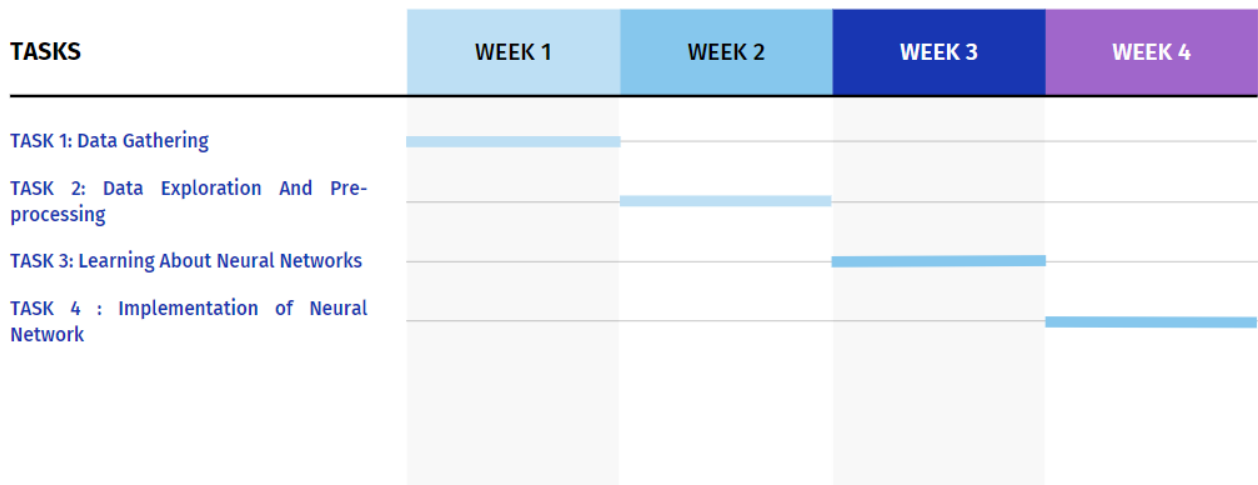 TASKS
WEEK 1
WEEK 2
WEEK 3
WEEK 4
TASK 1: Data Gathering
TASK 2: Data Exploration And Pre-
processing
TASK 3: Learning About Neural Networks
TASK 4 : Implementation of Neural
Network